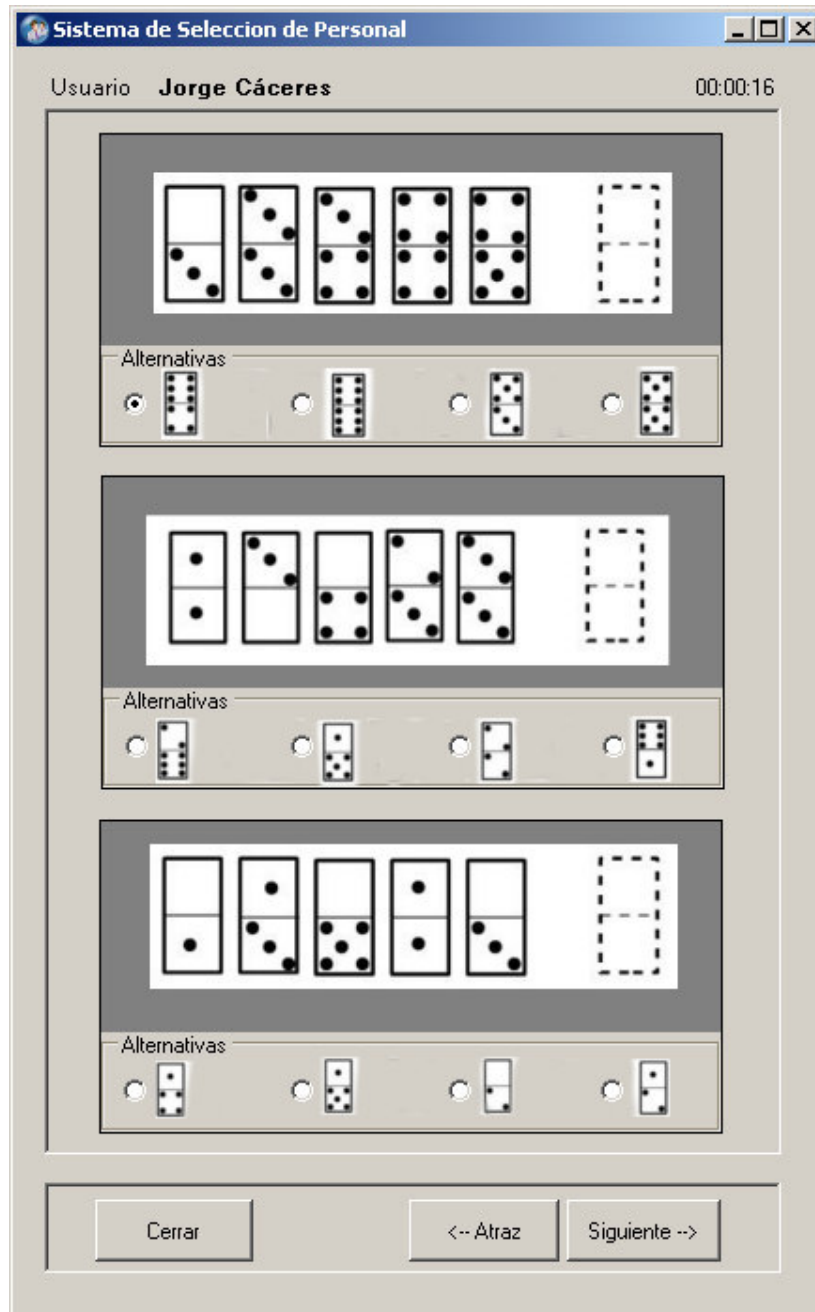 Sistema de Seleccion de Personal
Usuario Jorge Cáceres 00:00:16
Alternativas
Alternativas
Alternativas
Cerrar <-- Atraz Siguiente -->